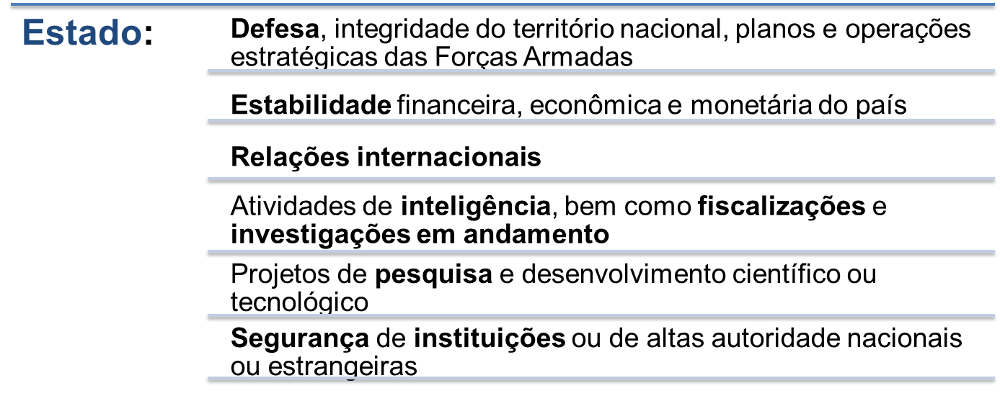 Estado:
Defesa, integridade do território nacional, planos e operações
estratégicas das Forças Armadas
Estabilidade financeira, econômica e monetária do país
Relações internacionais
Atividades de inteligência, bem como fiscalizações e
investigações em andamento
Projetos de pesquisa e desenvolvimento científico ou
tecnológico
Segurança de instituições ou de altas autoridade nacionais
ou estrangeiras